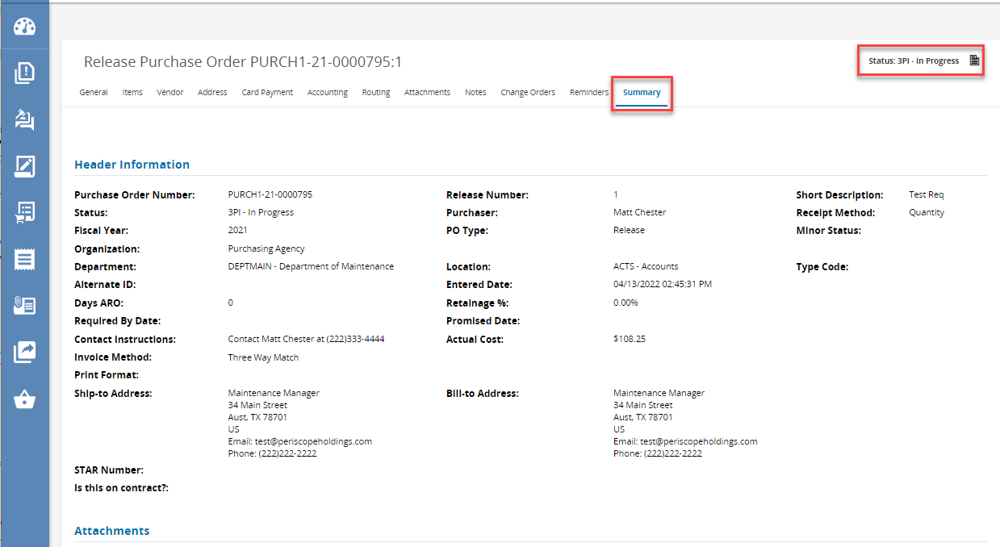 Release Purchase Order PURCH1-21-0000795:1
Status: 3PI - In Progress
General Items Vendor Address Card Payment Accounting Routing Attachments Notes Change Orders Reminders Summary
Header Information
Purchase Order Number: PURCH1-21-0000795 Release Number: 1 Short Description: Test Req
Status: 3PI - In Progress Purchaser: Matt Chester Receipt Method: Quantity
Fiscal Year: 2021 PO Type: Release Minor Status:
Organization: Purchasing Agency
Department: DEPTMAIN - Department of Maintenance Location: ACTS - Accounts Type Code:
Alternate ID: Entered Date: 04/13/2022 02:45:31 PM
Days ARO: 0 Retainage %: 0.00%
Required By Date: Promised Date:
Contact Instructions: Contact Matt Chester at (222)333-4444 Actual Cost: $108.25
Invoice Method: Three Way Match
Print Format:
Ship-to Address: Maintenance Manager Bill-to Address: Maintenance Manager
34 Main Street 34 Main Street
Aust, TX 78701 Aust, TX 78701
US US
Email: test@periscopeholdings.com Email: test@periscopeholdings.com
Phone: (222)222-2222 Phone: (222)222-2222
STAR Number:
Is this on contract?:
Attachments